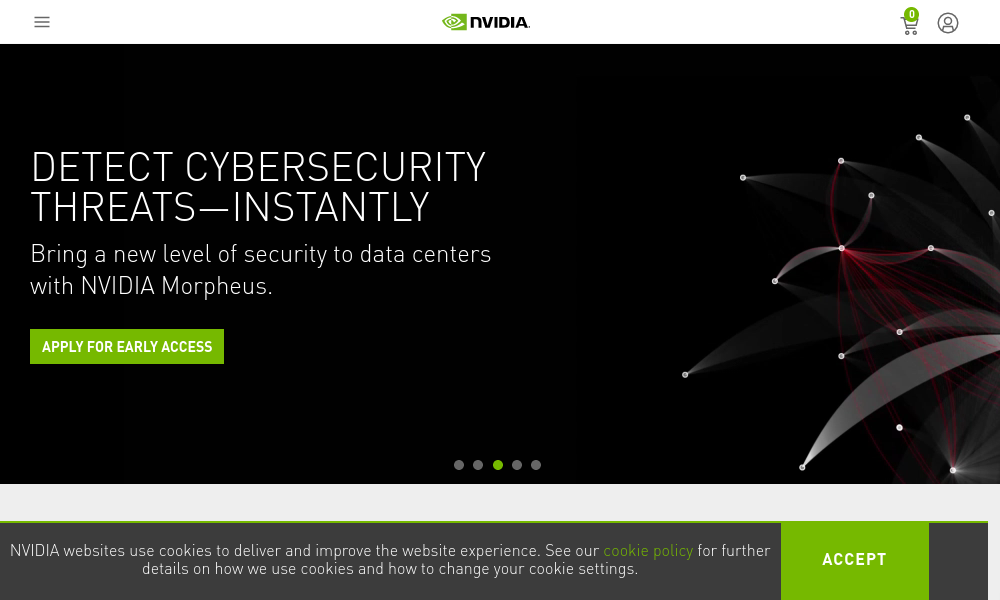 NVIDIA.
0
DETECT CYBERSECURITY
THREATS—INSTANTLY
Bring a new level of security to data centers
with NVIDIA Morpheus.
APPLY FOR EARLY ACCESS
NVIDIA websites use cookies to deliver and improve the website experience. See our cookie policy for further
details on how we use cookies and how to change your cookie settings.
ACCEPT